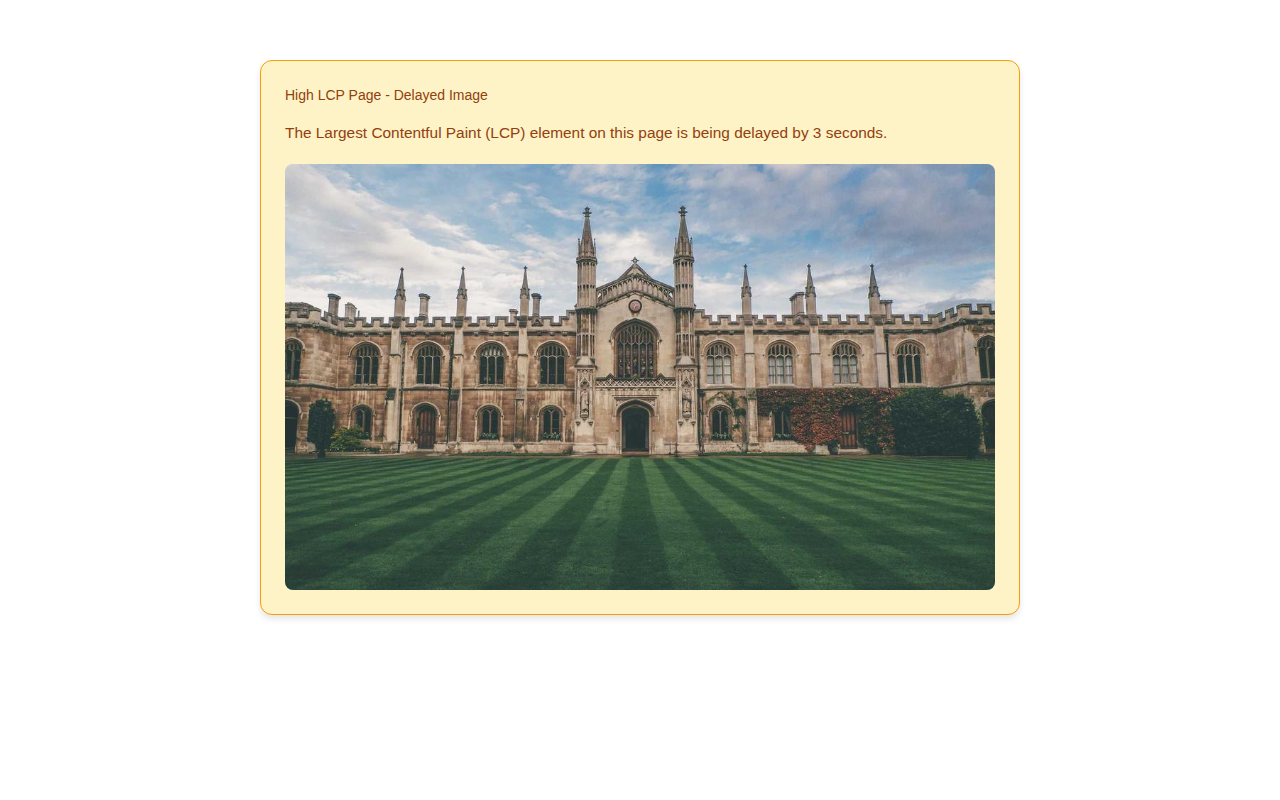 High LCP Page - Delayed Image
The Largest Contentful Paint (LCP) element on this page is being delayed by 3 seconds.